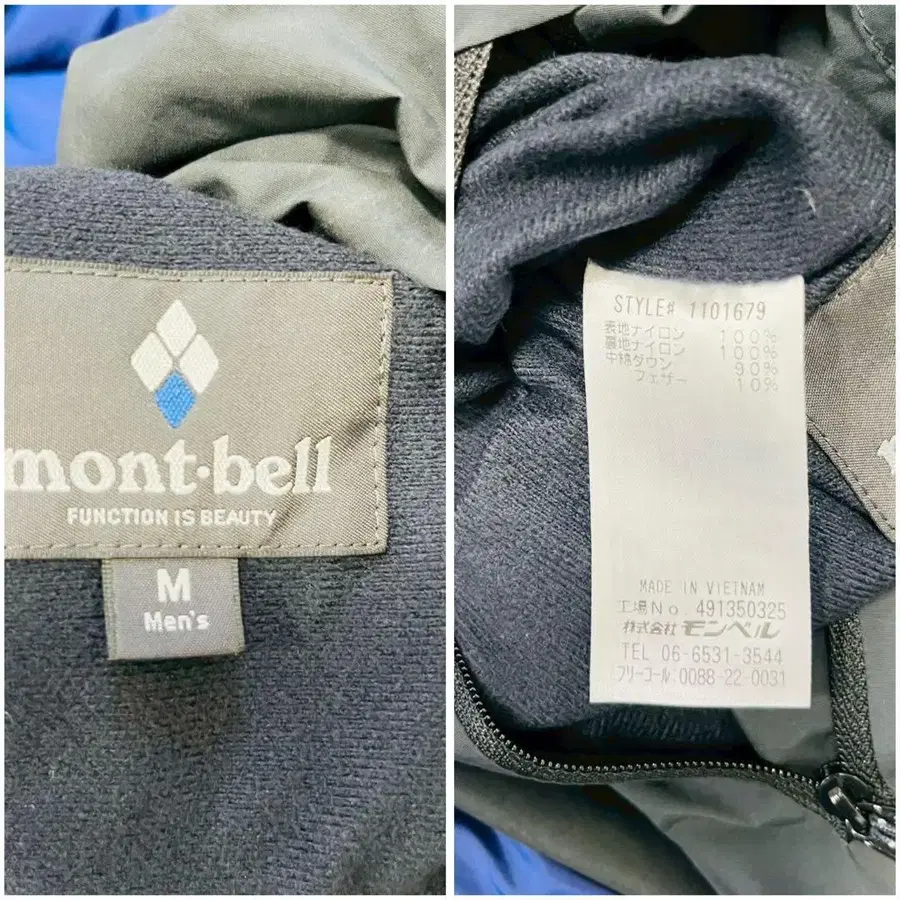 mont·bell
FUNCTION IS BEAUTY
M
Men's
STYLE# 1101679
表地ナイロン 100%
裏地ナイロン 100%
中綿ダウン 90%
フェザー 10%
MADE IN VIETNAM
工場No. 491350325
株式会社モンベル
TEL 06-6531-3544
フリーコール 0088-22-0031